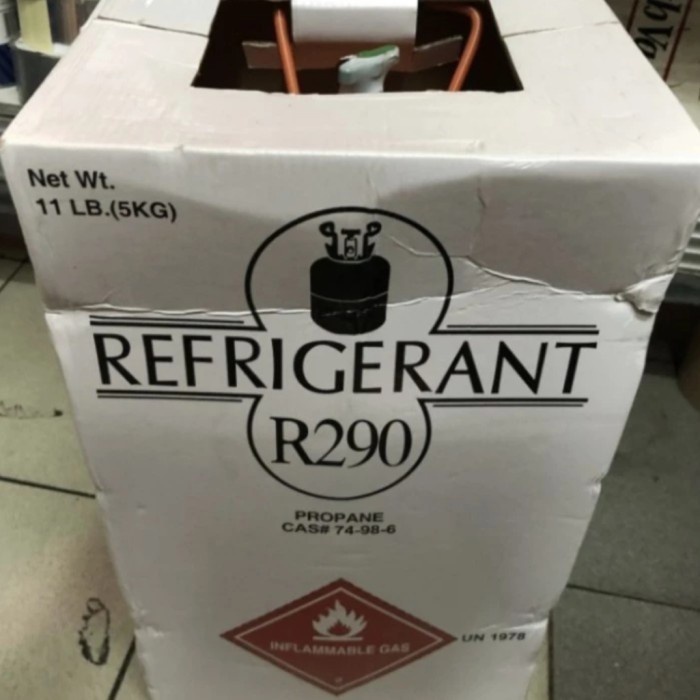 Net Wt.
11 LB.(5KG)
REFRIGERANT
R290
PROPANE
CAS# 74-98-6
INFLAMMABLE GAS
UN 1978